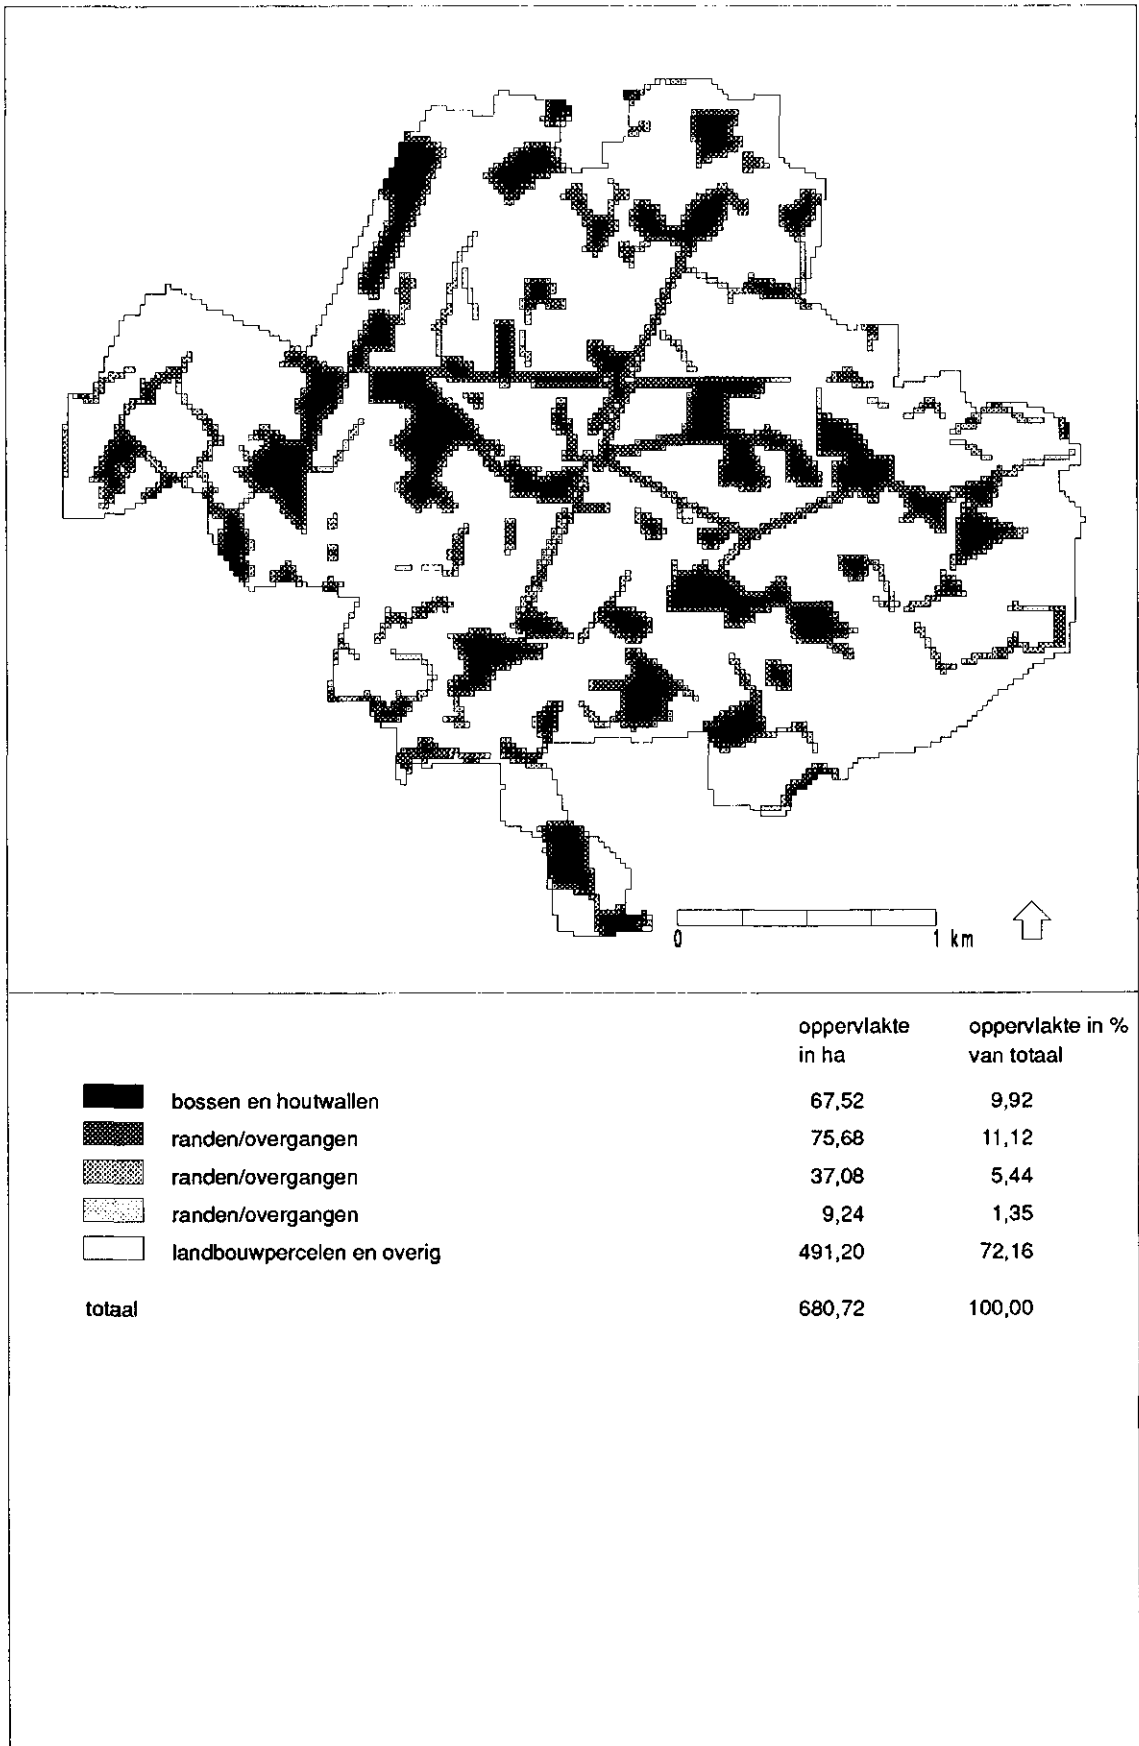 0 1 km
oppervlakte oppervlakte in %
in ha van totaal
bossen en houtwallen 67,52 9,92
randen/overgangen 75,68 11,12
randen/overgangen 37,08 5,44
randen/overgangen 9,24 1,35
landbouwpercelen en overig 491,20 72,16
totaal 680,72 100,00